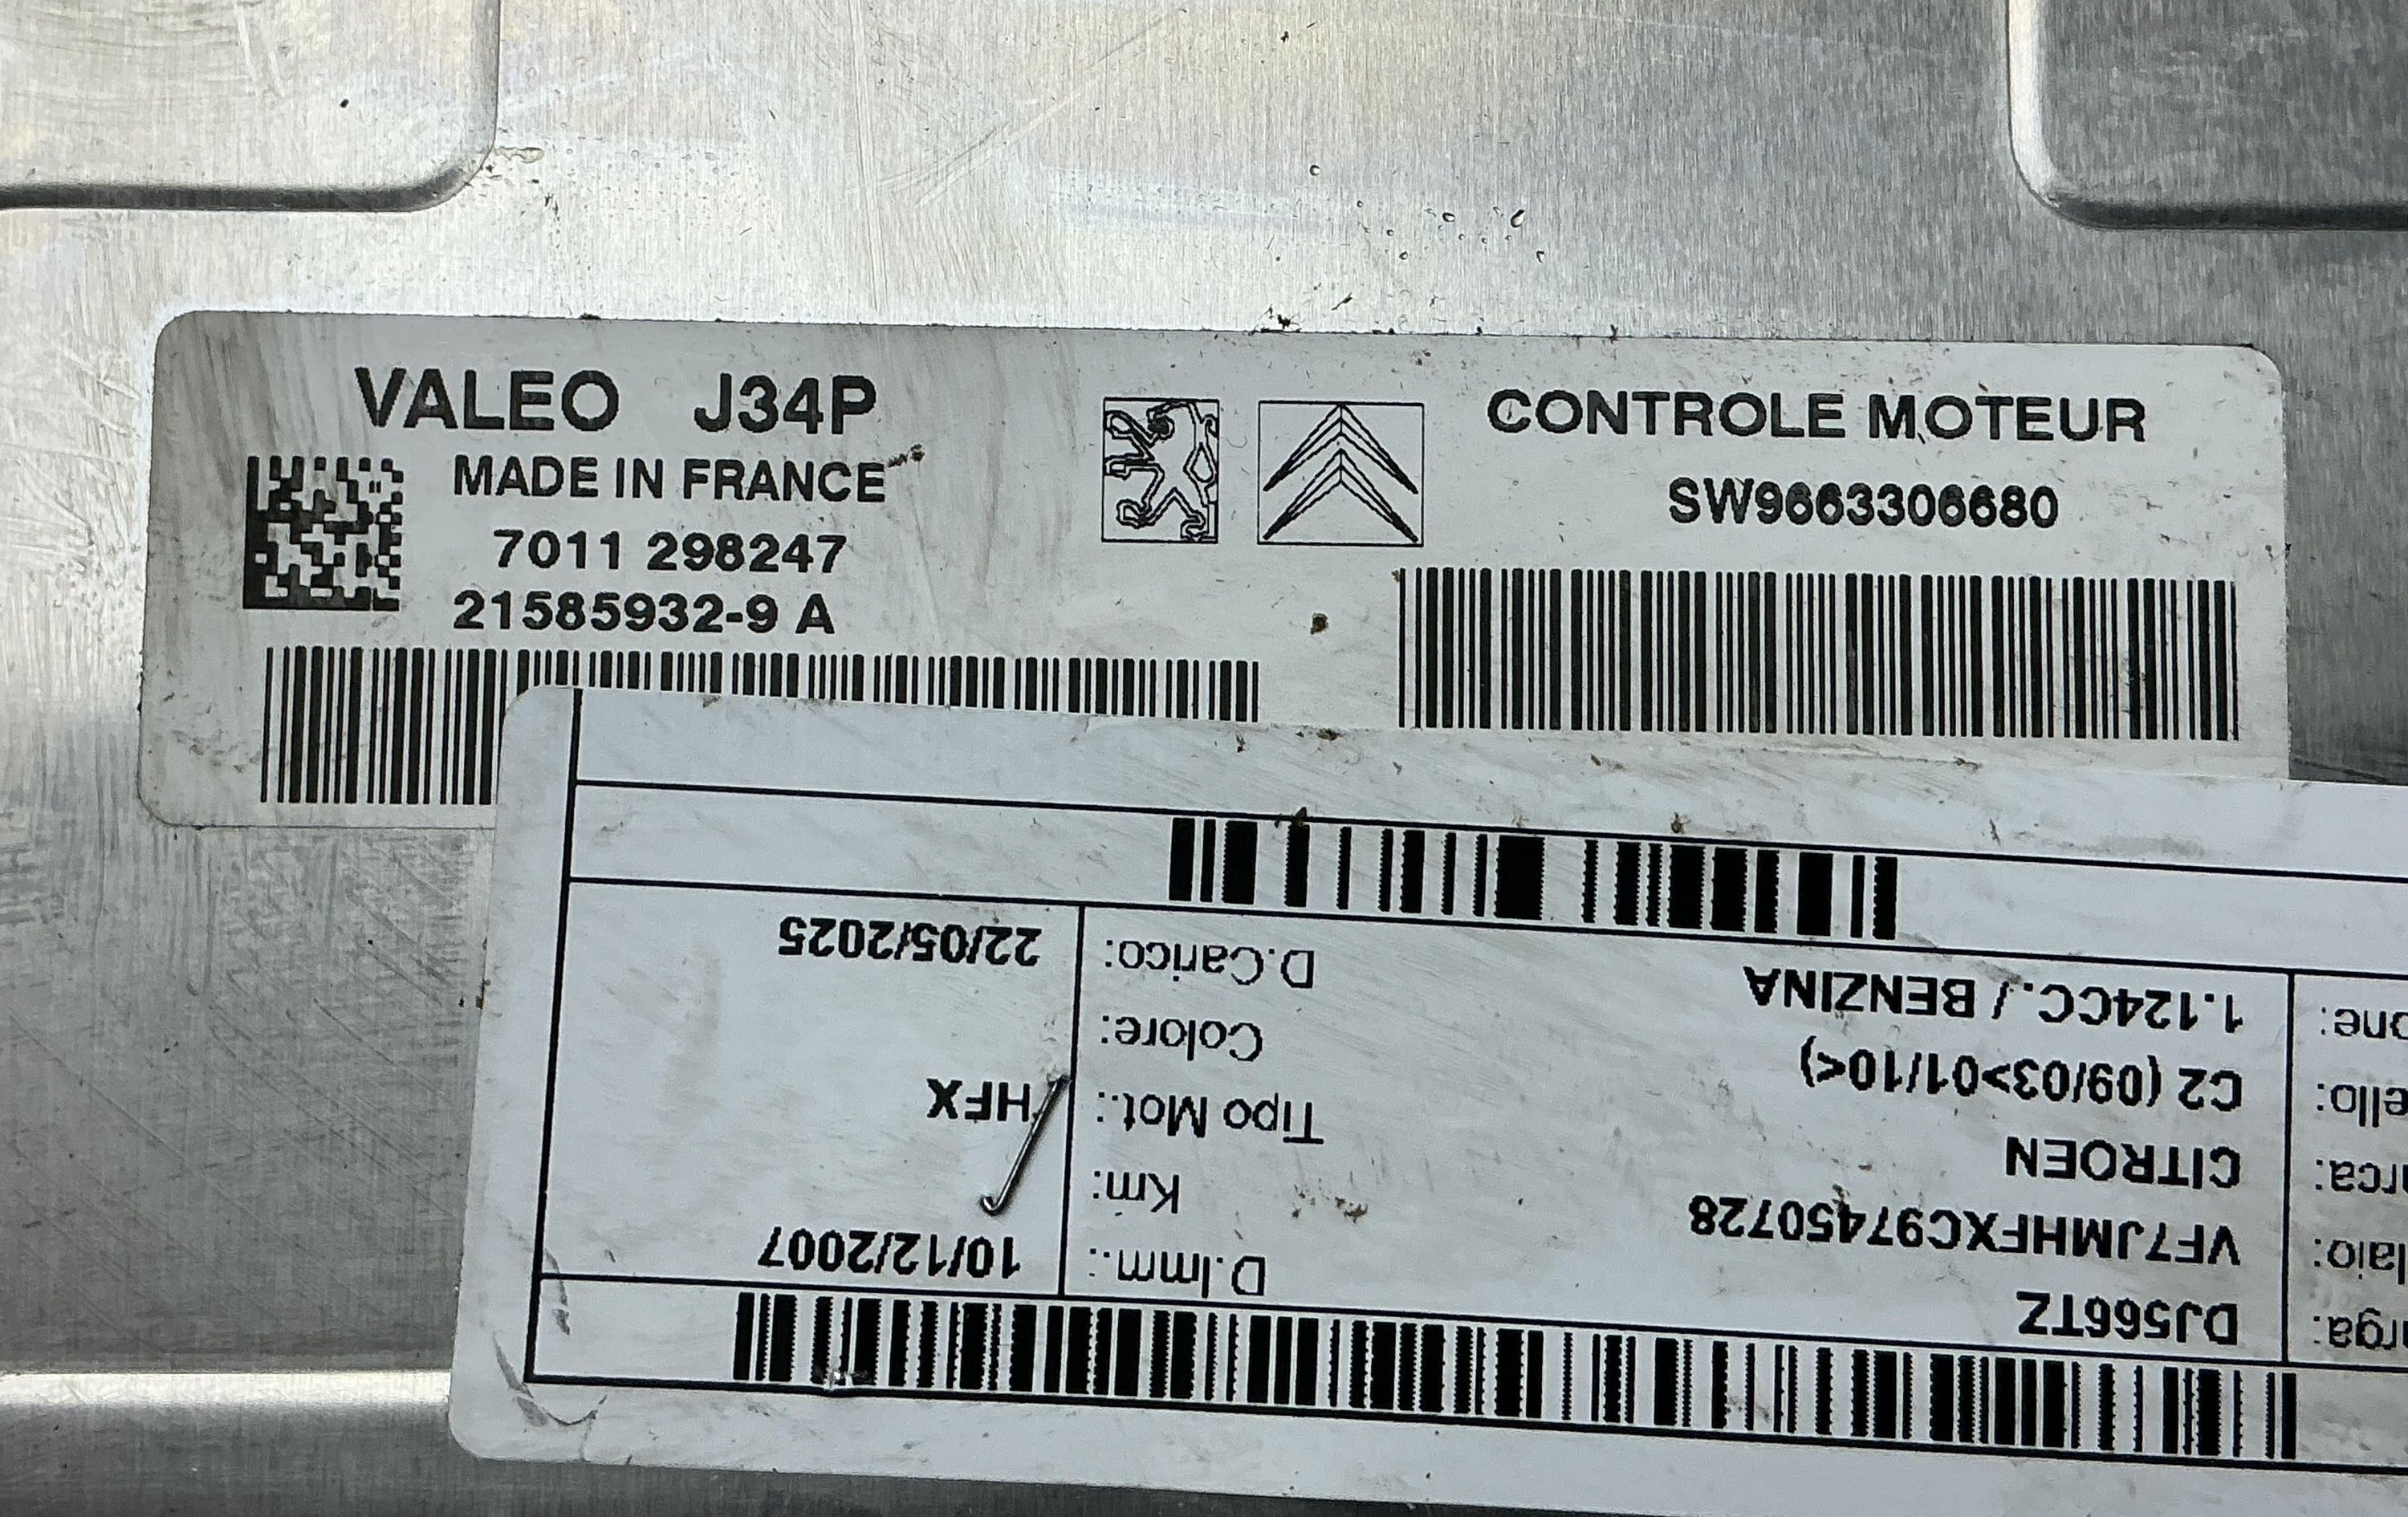 VALEO J34P
MADE IN FRANCE
7011 298247
21585932-9 A
CONTROLE MOTEUR
SW9663306680
DJ566TZ
VF7JMHFXC97450728
CITROEN
C2 (09/03>01/10<)
1.124CC. / BENZINA
D.Imm.: 10/12/2007
Km:
Tipo Mot.: HFX
Colore:
D.Carico: 22/05/2025